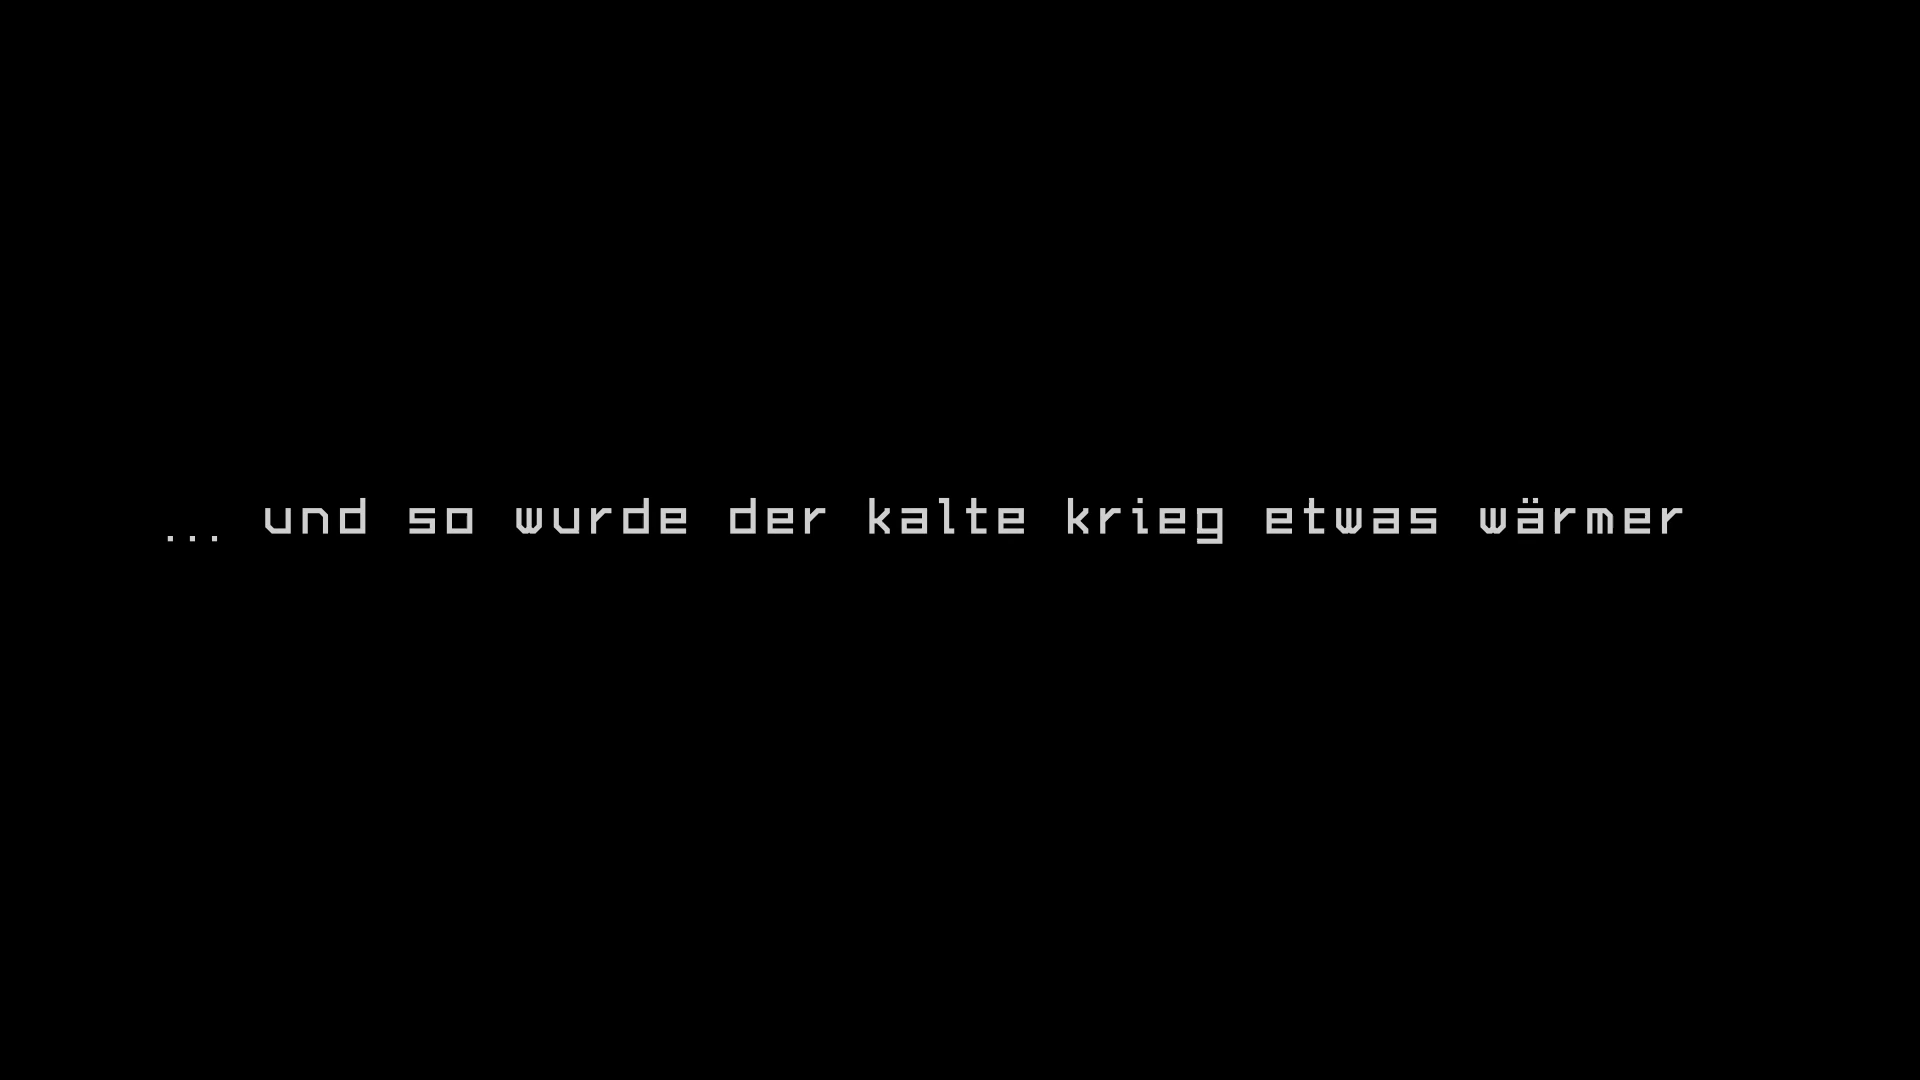 ... und so wurde der kalte krieg etwas wärmer